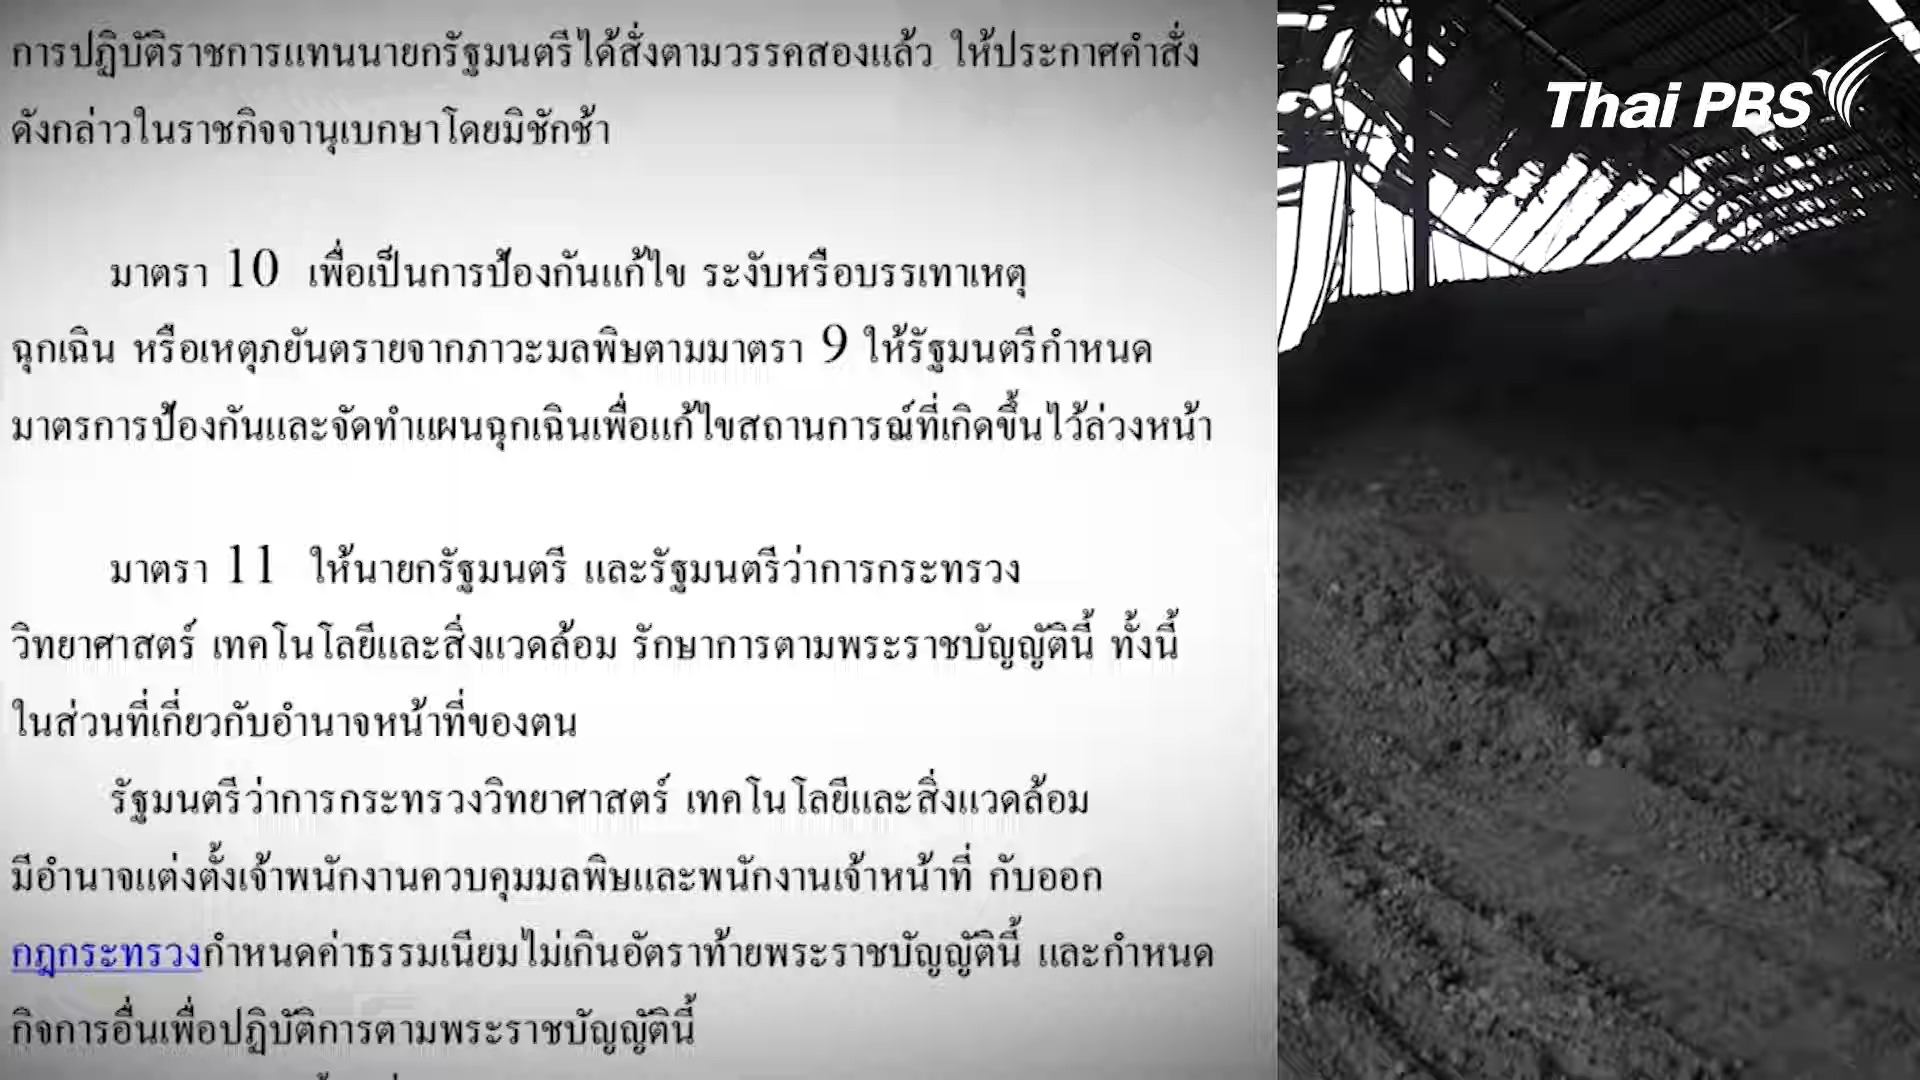 การปฏิบัติราชการแทนนายกรัฐมนตรีได้สั่งตามวรรคสองแล้ว ให้ประกาศคำสั่ง
ดังกล่าวในราชกิจจานุเบกษาโดยมิชักช้า
มาตรา 10 เพื่อเป็นการป้องกันแก้ไข ระงับหรือบรรเทาเหตุ
ฉุกเฉิน หรือเหตุภยันตรายจากภาวะมลพิษตามมาตรา 9 ให้รัฐมนตรีกำหนด
มาตรการป้องกันและจัดทำแผนฉุกเฉินเพื่อแก้ไขสถานการณ์ที่เกิดขึ้นไว้ล่วงหน้า
มาตรา 11 ให้นายกรัฐมนตรี และรัฐมนตรีว่าการกระทรวง
วิทยาศาสตร์ เทคโนโลยีและสิ่งแวดล้อม รักษาการตามพระราชบัญญัตินี้ ทั้งนี้
ในส่วนที่เกี่ยวกับอำนาจหน้าที่ของตน
รัฐมนตรีว่าการกระทรวงวิทยาศาสตร์ เทคโนโลยีและสิ่งแวดล้อม
มีอำนาจแต่งตั้งเจ้าพนักงานควบคุมมลพิษและพนักงานเจ้าหน้าที่ กับออก
กฎกระทรวงกำหนดค่าธรรมเนียมไม่เกินอัตราท้ายพระราชบัญญัตินี้ และกำหนด
กิจการอื่นเพื่อปฏิบัติการตามพระราชบัญญัตินี้
Thai PBS